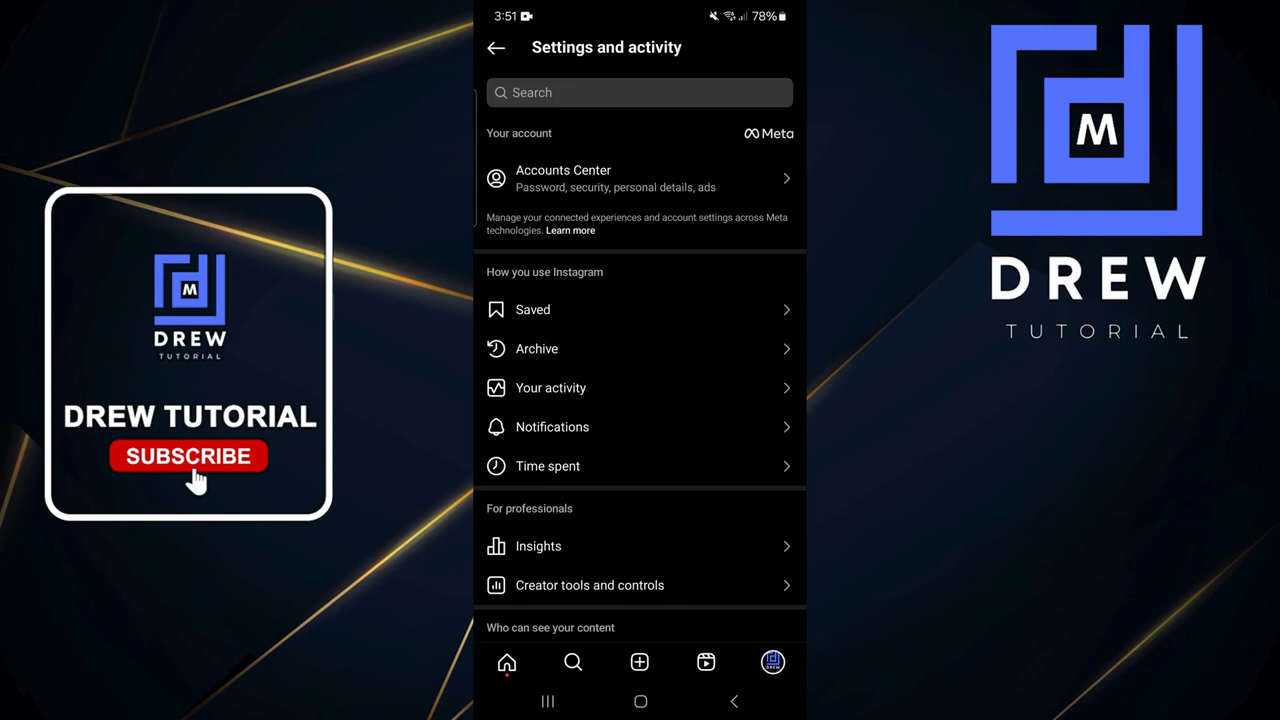 M
DREW
TUTORIAL
DREW TUTORIAL
SUBSCRIBE
3:51
78%
Settings and activity
Search
Your account
Meta
Accounts Center
Password, security, personal details, ads
Manage your connected experiences and account settings across Meta
technologies. Learn more
How you use Instagram
Saved
Archive
Your activity
Notifications
Time spent
For professionals
Insights
Creator tools and controls
Who can see your content
M
DREW
TUTORIAL